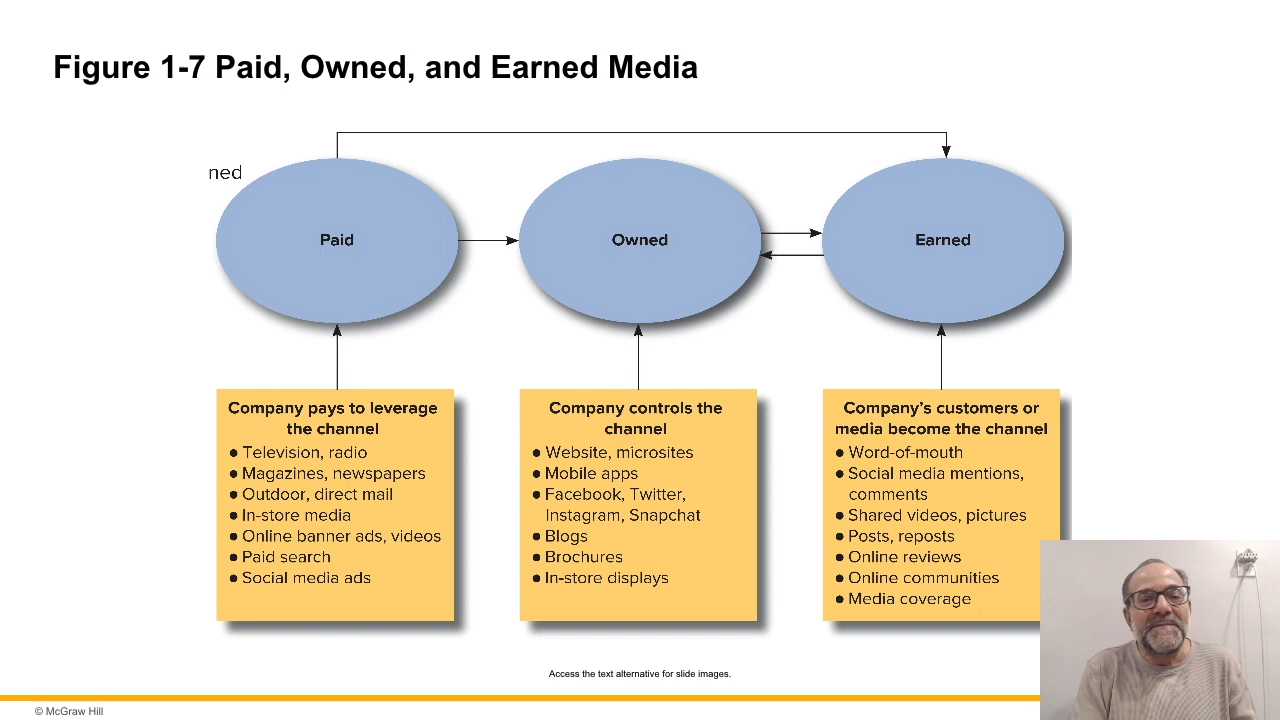 Figure 1-7 Paid, Owned, and Earned Media
ned
Paid
Owned
Earned
Company pays to leverage
the channel
● Television, radio
● Magazines, newspapers
● Outdoor, direct mail
● In-store media
● Online banner ads, videos
● Paid search
● Social media ads
Company controls the
channel
● Website, microsites
● Mobile apps
● Facebook, Twitter,
Instagram, Snapchat
● Blogs
● Brochures
● In-store displays
Company’s customers or
media become the channel
● Word-of-mouth
● Social media mentions,
comments
● Shared videos, pictures
● Posts, reposts
● Online reviews
● Online communities
● Media coverage
Access the text alternative for slide images.
© McGraw Hill